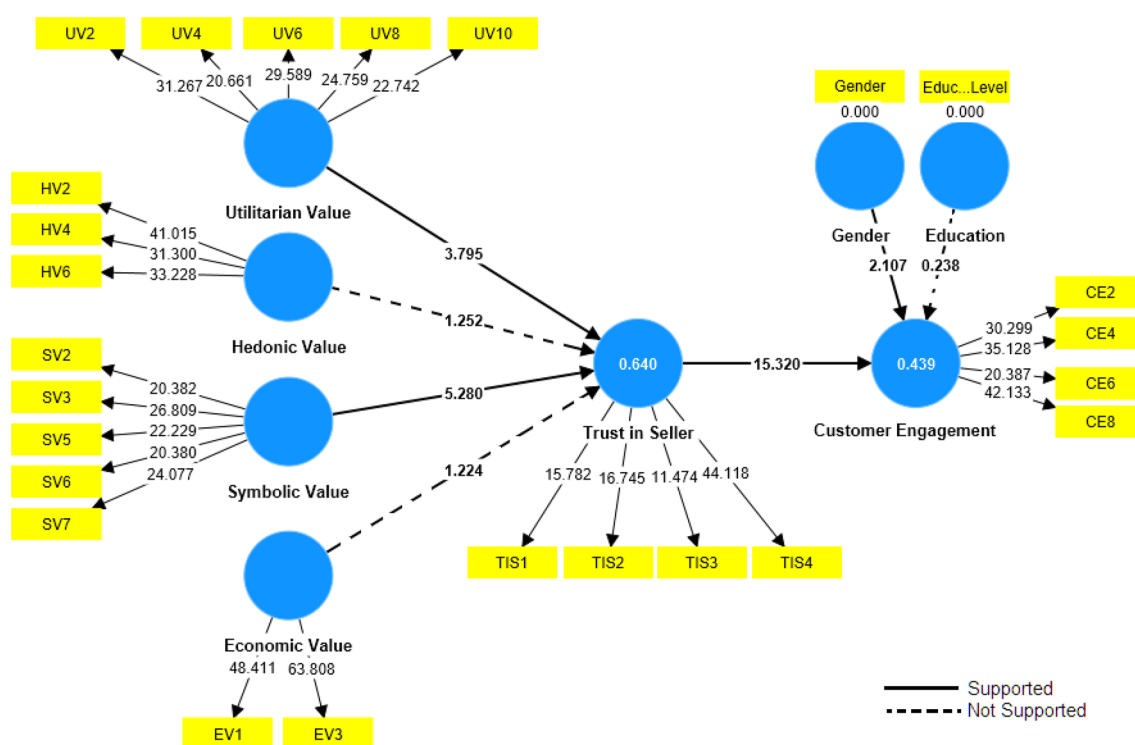 UV2
UV4
UV6
UV8
UV10
31.267
20.661
29.589
24.759
22.742
Utilitarian Value
HV2
HV4
HV6
41.015
31.300
33.228
Hedonic Value
SV2
SV3
SV5
SV6
SV7
20.382
26.809
22.229
20.380
24.077
Symbolic Value
Economic Value
48.411
63.808
EV1
EV3
3.795
1.252
5.280
1.224
0.640
Trust in Seller
15.782
16.745
11.474
44.118
TIS1
TIS2
TIS3
TIS4
15.320
Gender
Educ...Level
0.000
0.000
Gender
Education
2.107
0.238
0.439
Customer Engagement
30.299
35.128
20.387
42.133
CE2
CE4
CE6
CE8
Supported
Not Supported